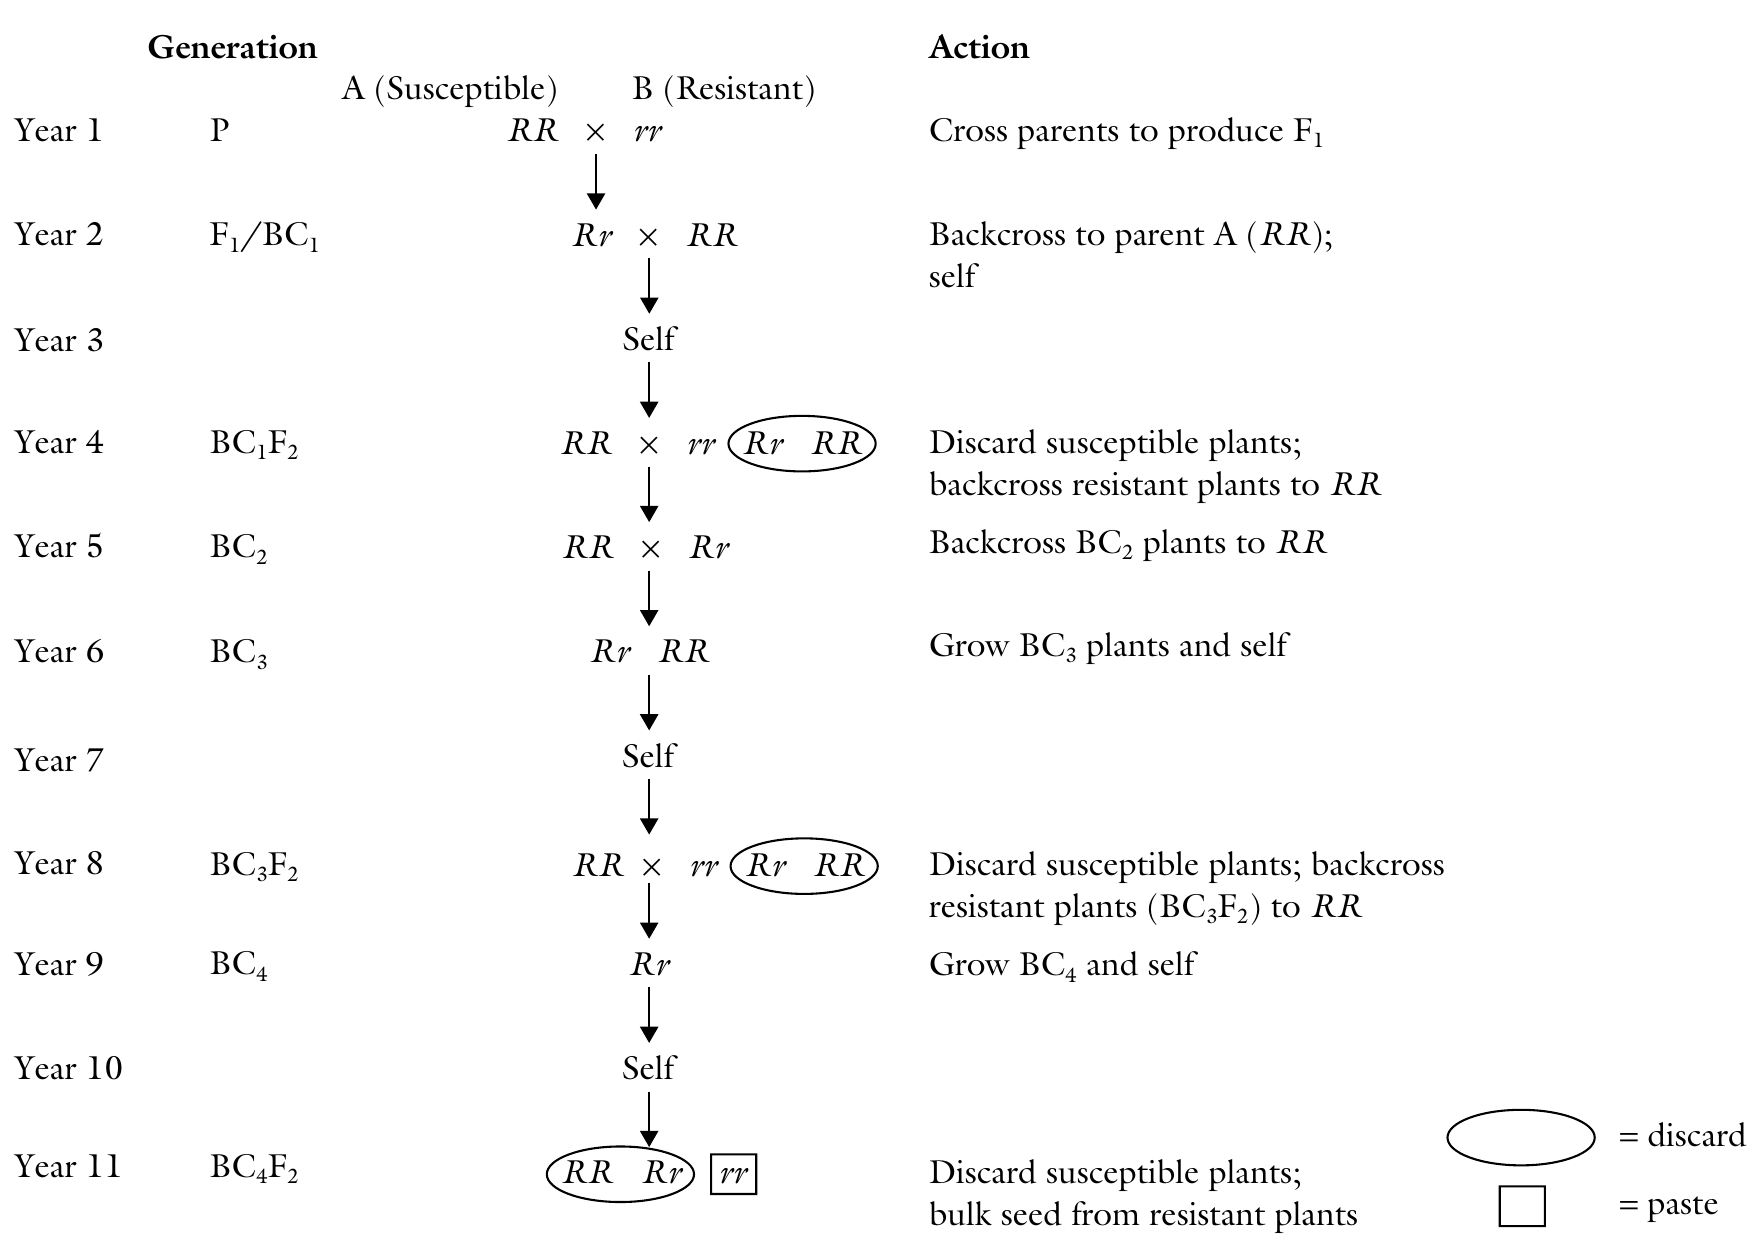 Generation Action
A (Susceptible) B (Resistant)
Year 1 P RR × rr Cross parents to produce F₁
Year 2 F₁/BC₁ Rr × RR Backcross to parent A (RR);
self
Year 3 Self
Year 4 BC₁F₂ RR × rr Rr RR Discard susceptible plants;
backcross resistant plants to RR
Year 5 BC₂ RR × Rr Backcross BC₂ plants to RR
Year 6 BC₃ Rr RR Grow BC₃ plants and self
Year 7 Self
Year 8 BC₃F₂ RR × rr Rr RR Discard susceptible plants; backcross
resistant plants (BC₃F₂) to RR
Year 9 BC₄ Rr Grow BC₄ and self
Year 10 Self
= discard
Year 11 BC₄F₂ RR Rr rr Discard susceptible plants;
= paste
bulk seed from resistant plants